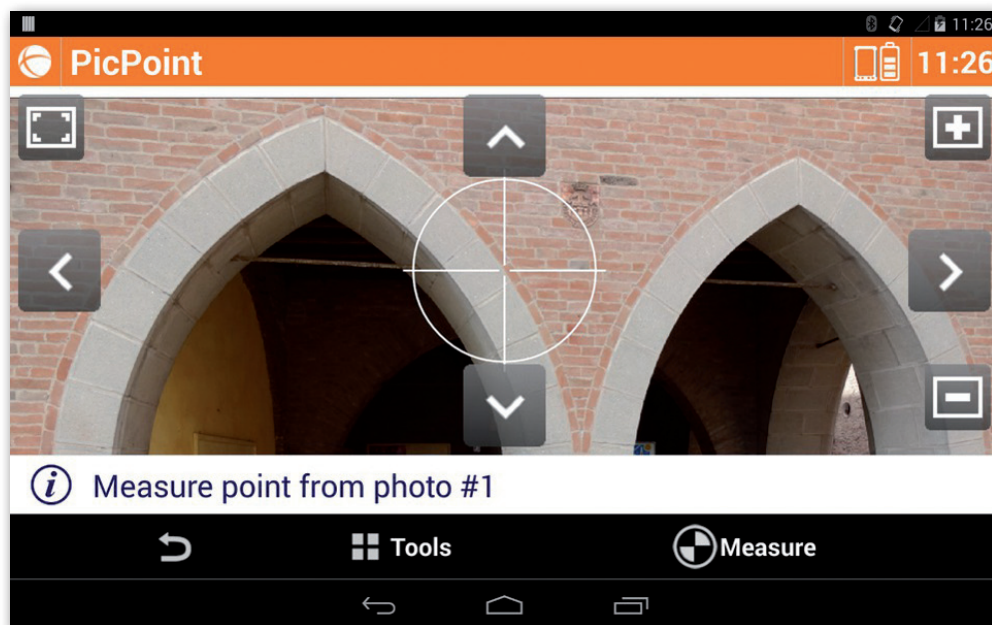 11:26
PicPoint
11:26
Measure point from photo #1
Tools
Measure